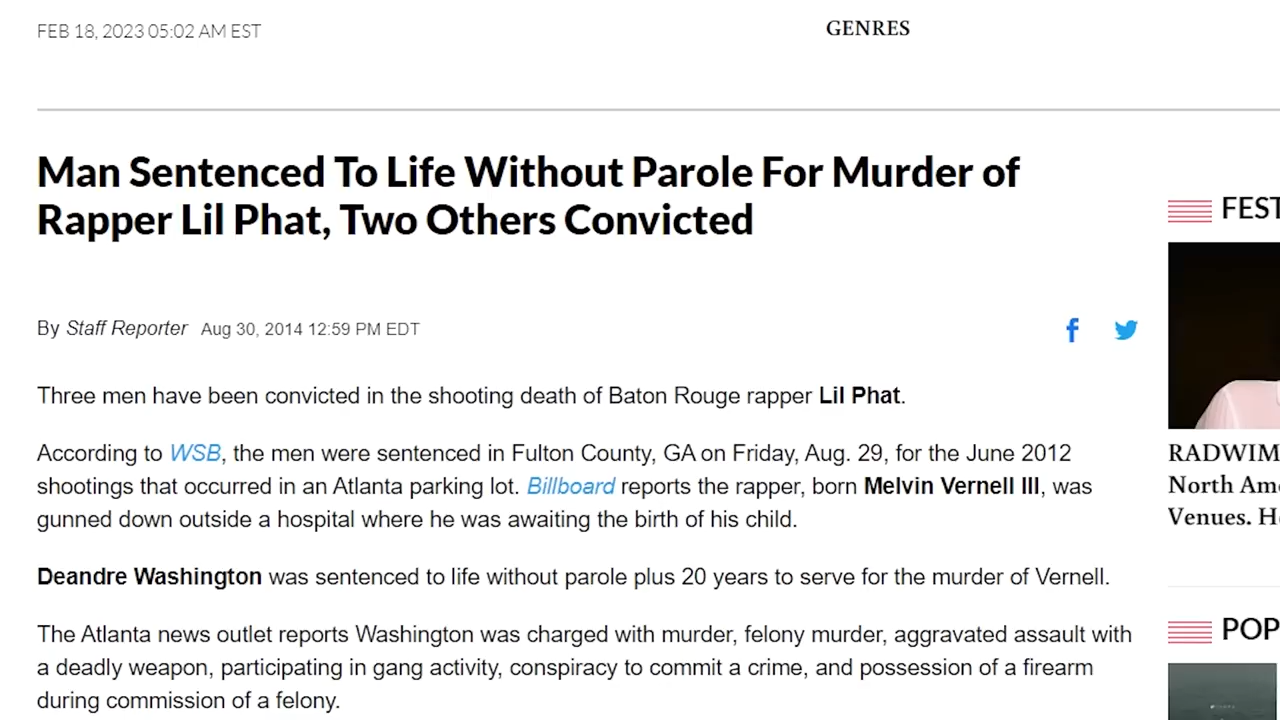 FEB 18, 2023 05:02 AM EST
GENRES
Man Sentenced To Life Without Parole For Murder of
Rapper Lil Phat, Two Others Convicted
By Staff Reporter Aug 30, 2014 12:59 PM EDT
Three men have been convicted in the shooting death of Baton Rouge rapper Lil Phat.
According to WSB, the men were sentenced in Fulton County, GA on Friday, Aug. 29, for the June 2012
shootings that occurred in an Atlanta parking lot. Billboard reports the rapper, born Melvin Vernell III, was
gunned down outside a hospital where he was awaiting the birth of his child.
Deandre Washington was sentenced to life without parole plus 20 years to serve for the murder of Vernell.
The Atlanta news outlet reports Washington was charged with murder, felony murder, aggravated assault with
a deadly weapon, participating in gang activity, conspiracy to commit a crime, and possession of a firearm
during commission of a felony.
FEST
RADWIM
North Am
Venues. H
POP